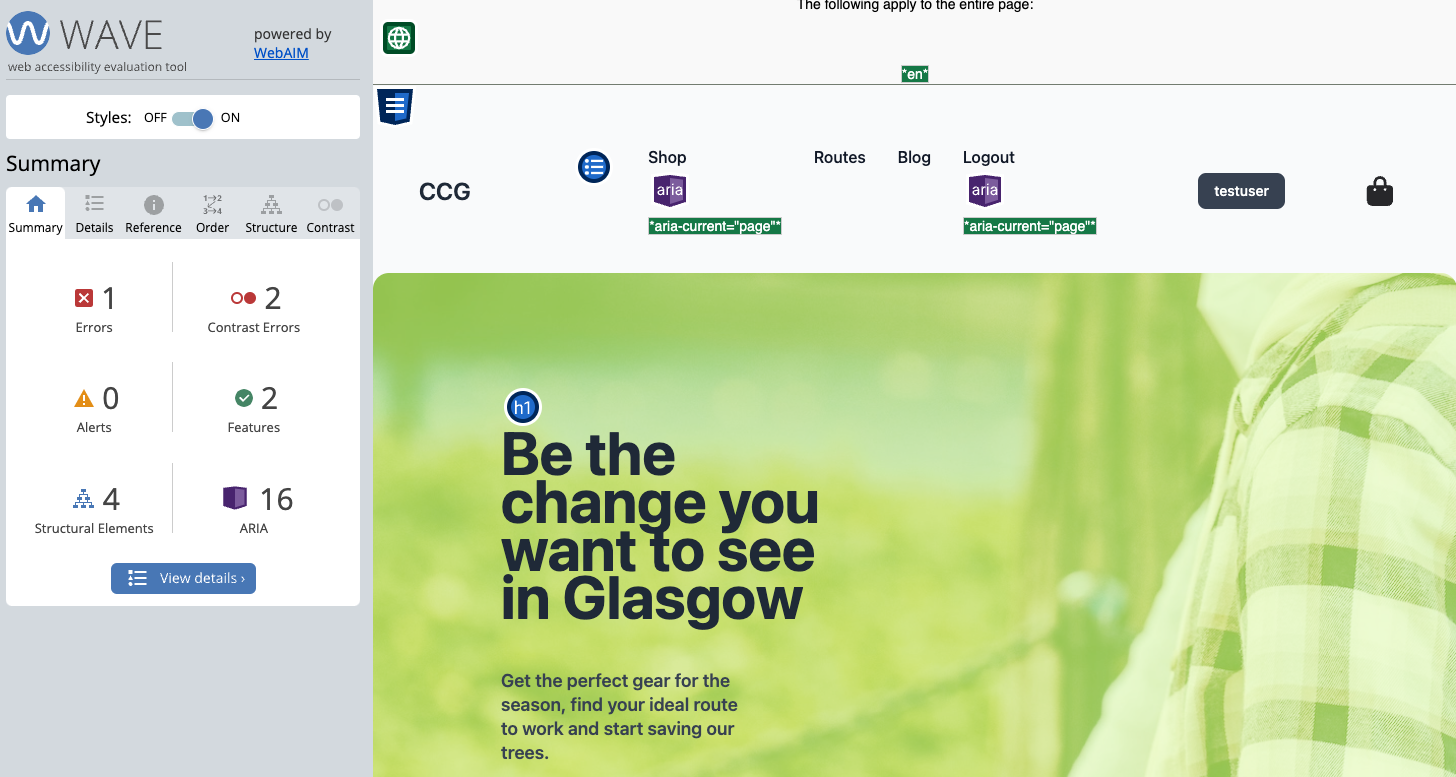 WAVE
powered by
WebAIM
web accessibility evaluation tool
Styles: OFF ON
Summary
1→2
3→4
Summary Details Reference Order Structure Contrast
1
Errors
2
Contrast Errors
0
Alerts
2
Features
4
Structural Elements
16
ARIA
View details ›
The following apply to the entire page:
*en*
CCG
Shop
Routes
Blog
Logout
aria
aria
*aria-current="page"*
*aria-current="page"*
testuser
h1
Be the
change you
want to see
in Glasgow
Get the perfect gear for the
season, find your ideal route
to work and start saving our
trees.